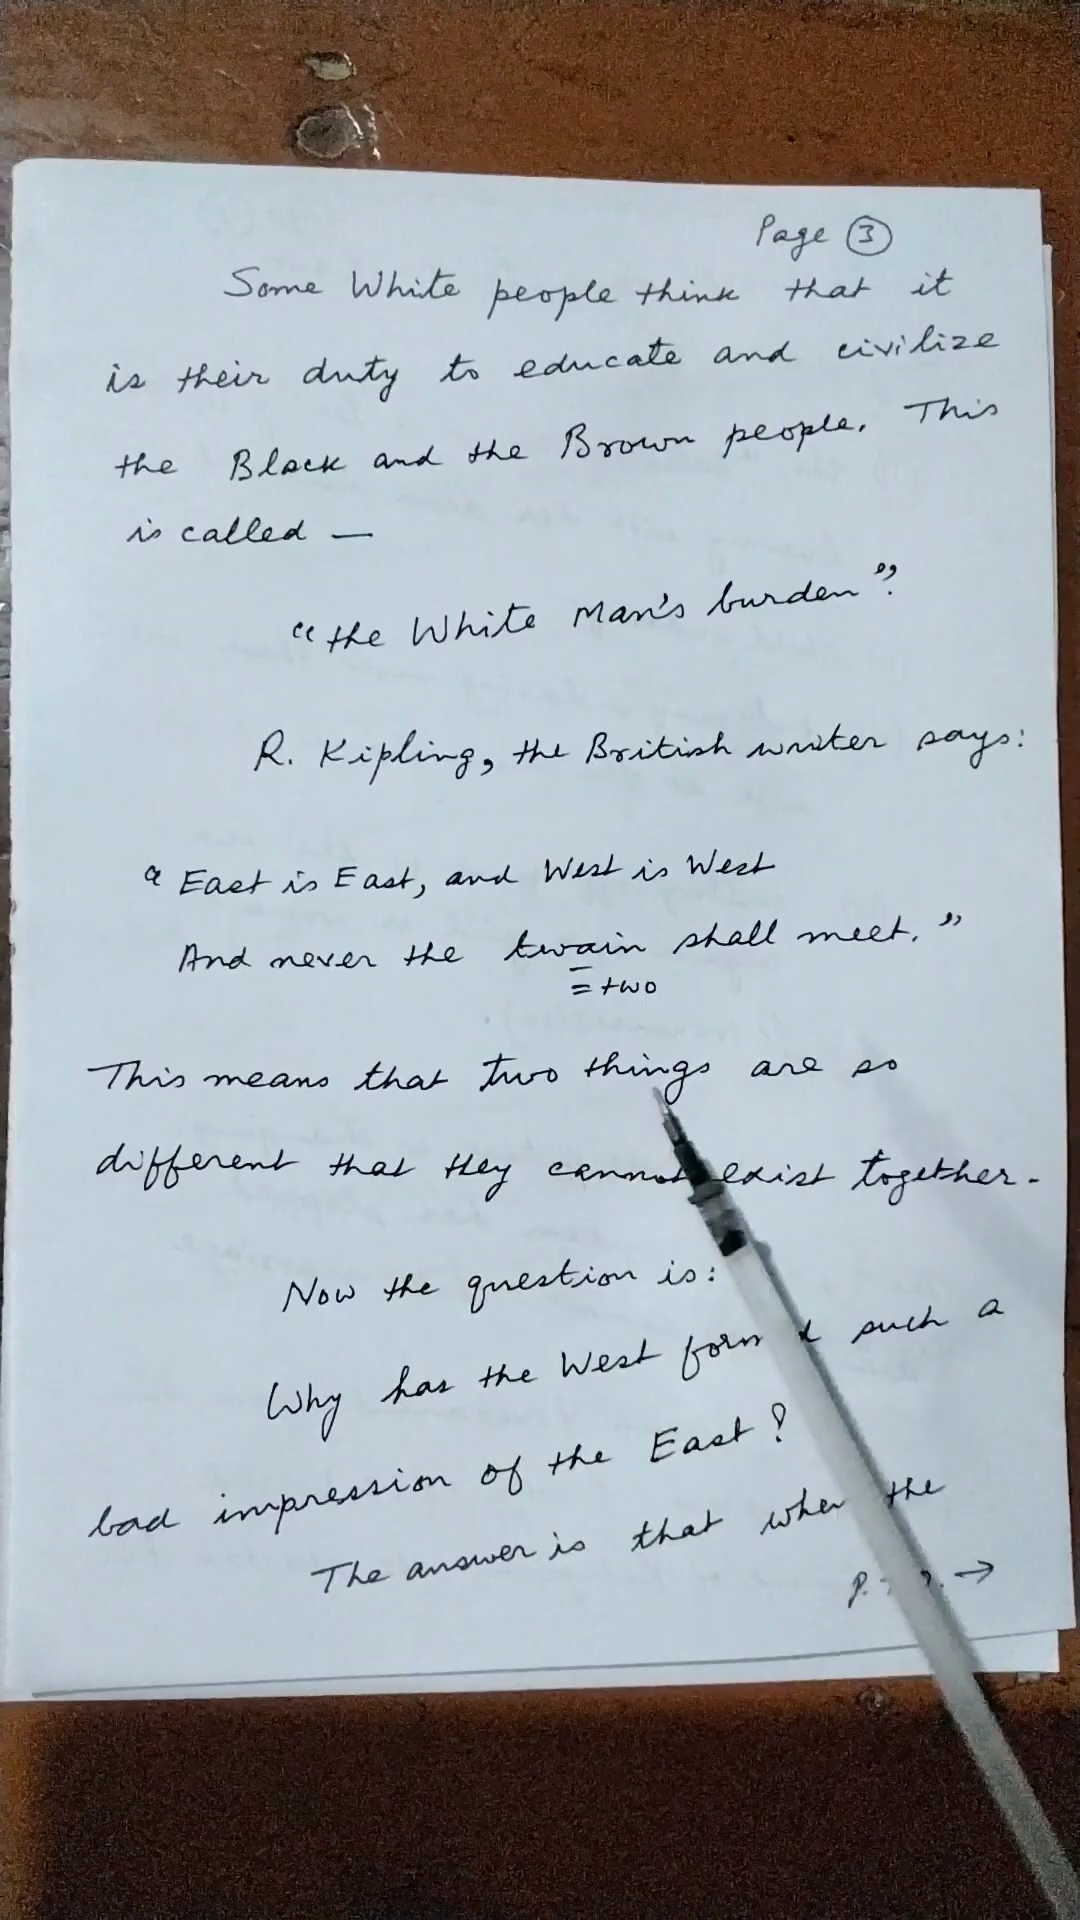 Page 3
Some White people think that it
is their duty to educate and civilize
the Black and the Brown people. This
is called —
"the White Man's burden".
R. Kipling, the British writer says:
"East is East, and West is West
And never the twain shall meet."
= two
This means that two things are so
different that they cannot exist together.
Now the question is:
Why has the West formed such a
bad impression of the East?
The answer is that when the
P.T.O. →